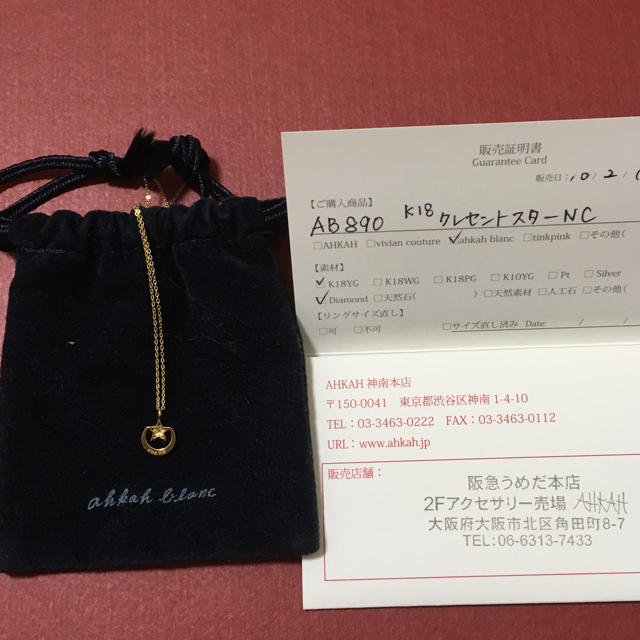 ahkah blanc
販売証明書
Guarantee Card
販売日: 10 2
【ご購入商品】
AB890 K18 クレセントスターNC
□AHKAH □vivian couture ☑ahkah blanc □tinkpink □その他(
【素材】
☑K18YG □K18WG □K18PG □K10YG □Pt □Silver
☑Diamond □天然石( ) □天然素材 □人工石 □その他(
【リングサイズ直し】
□可 □不可 □サイズ直し済み Date: / /
AHKAH 神南本店
〒150-0041 東京都渋谷区神南 1-4-10
TEL：03-3463-0222 FAX：03-3463-0112
URL：www.ahkah.jp
販売店舗：
阪急うめだ本店
2Fアクセサリー売場 AHKAH
大阪府大阪市北区角田町8-7
TEL:06-6313-7433